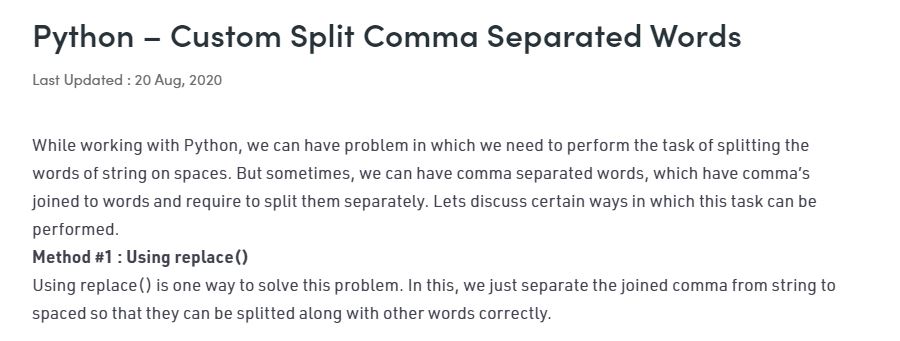 Python – Custom Split Comma Separated Words
Last Updated : 20 Aug, 2020
While working with Python, we can have problem in which we need to perform the task of splitting the
words of string on spaces. But sometimes, we can have comma separated words, which have comma's
joined to words and require to split them separately. Lets discuss certain ways in which this task can be
performed.
Method #1 : Using replace()
Using replace() is one way to solve this problem. In this, we just separate the joined comma from string to
spaced so that they can be splitted along with other words correctly.